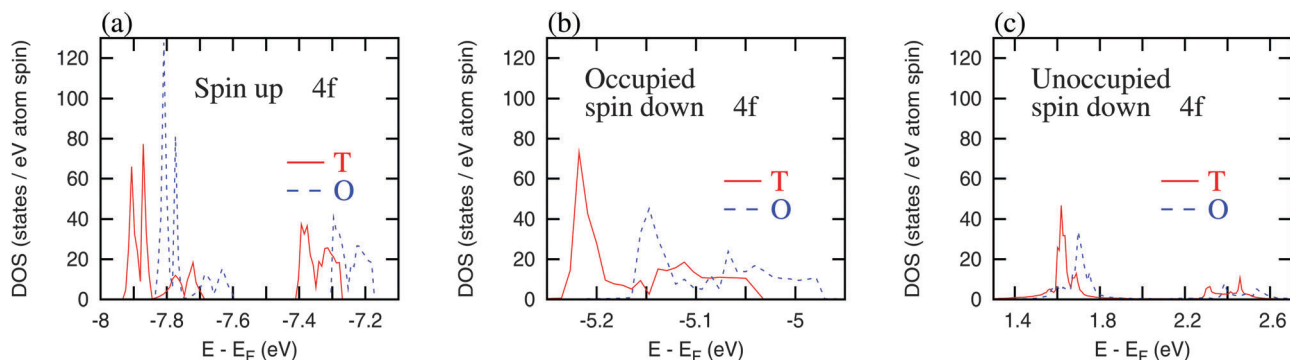 (a)
DOS (states / eV atom spin)
120
100
80
60
40
20
0
Spin up 4f
T
O
-8 -7.8 -7.6 -7.4 -7.2
E - E_F (eV)
(b)
DOS (states / eV atom spin)
120
100
80
60
40
20
0
Occupied
spin down 4f
T
O
-5.2 -5.1 -5
E - E_F (eV)
(c)
DOS (states / eV atom spin)
120
100
80
60
40
20
0
Unoccupied
spin down 4f
T
O
1.4 1.8 2.2 2.6
E - E_F (eV)